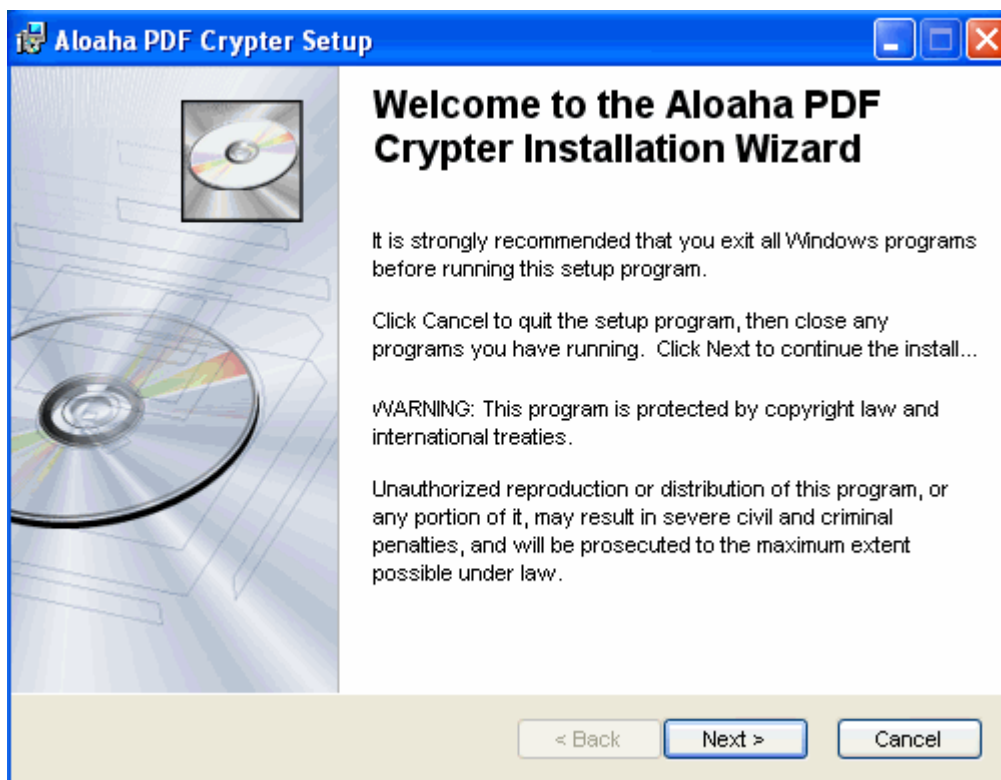 Aloaha PDF Crypter Setup
Welcome to the Aloaha PDF
Crypter Installation Wizard
It is strongly recommended that you exit all Windows programs
before running this setup program.
Click Cancel to quit the setup program, then close any
programs you have running.  Click Next to continue the install...
WARNING: This program is protected by copyright law and
international treaties.
Unauthorized reproduction or distribution of this program, or
any portion of it, may result in severe civil and criminal
penalties, and will be prosecuted to the maximum extent
possible under law.
< Back
Next >
Cancel